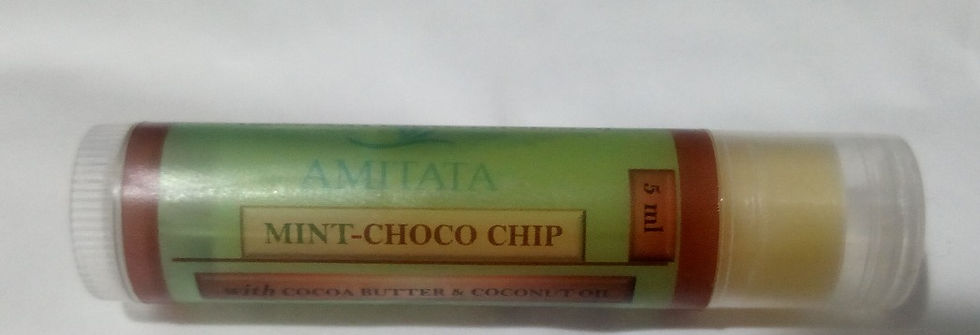 AMITATA
MINT-CHOCO CHIP
5 ml
with COCOA BUTTER & COCONUT OIL